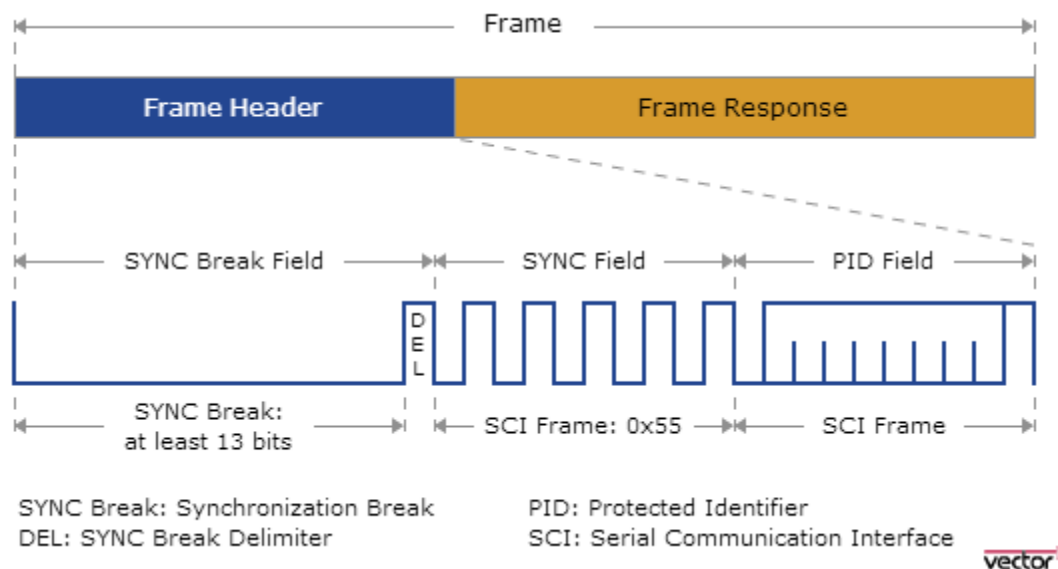 Frame
Frame Header
Frame Response
SYNC Break Field
SYNC Field
PID Field
DEL
SYNC Break:
at least 13 bits
SCI Frame: 0x55
SCI Frame
SYNC Break: Synchronization Break
PID: Protected Identifier
DEL: SYNC Break Delimiter
SCI: Serial Communication Interface
vector